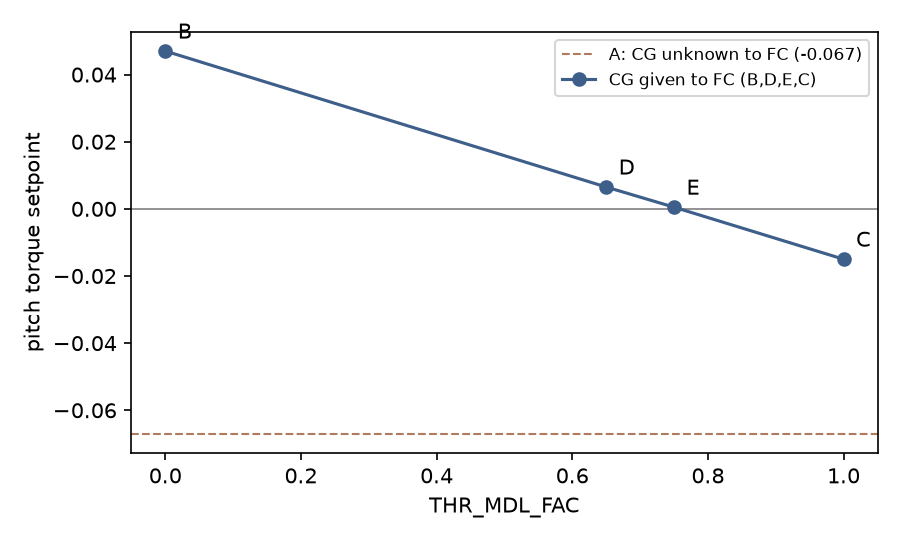 B
0.04
A: CG unknown to FC (-0.067)
CG given to FC (B,D,E,C)
0.02
D
E
0.00
C
−0.02
−0.04
−0.06
pitch torque setpoint
0.0 0.2 0.4 0.6 0.8 1.0
THR_MDL_FAC